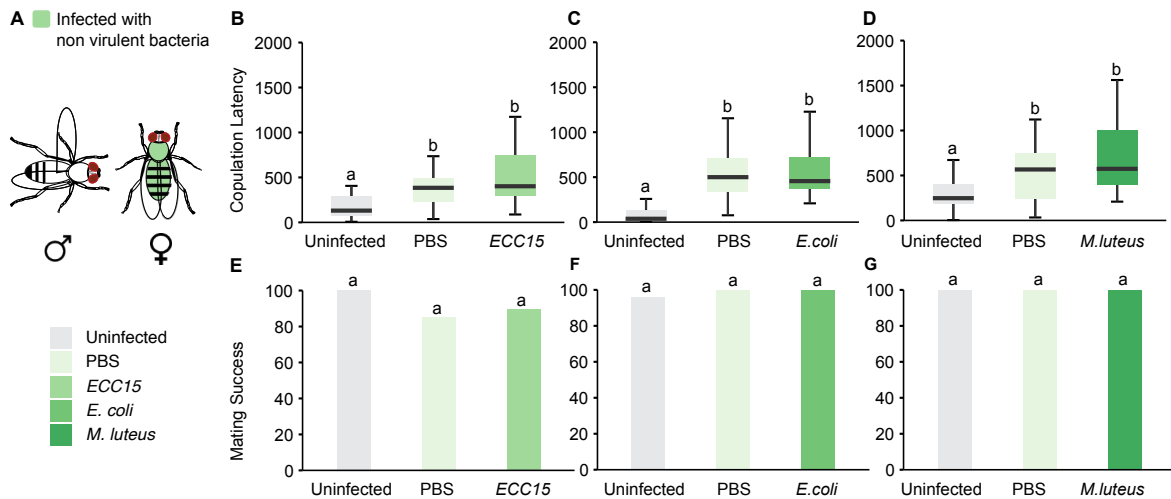 A
Infected with
non virulent bacteria
♂
♀
Uninfected
PBS
ECC15
E. coli
M. luteus
B
Copulation Latency
2000
1500
1000
500
0
a
b
b
Uninfected
PBS
ECC15
C
2000
1500
1000
500
0
a
b
b
Uninfected
PBS
E.coli
D
2000
1500
1000
500
0
a
b
b
Uninfected
PBS
M.luteus
E
Mating Success
100
80
60
40
20
0
a
a
a
Uninfected
PBS
ECC15
F
100
80
60
40
20
0
a
a
a
Uninfected
PBS
E.coli
G
100
80
60
40
20
0
a
a
a
Uninfected
PBS
M.luteus